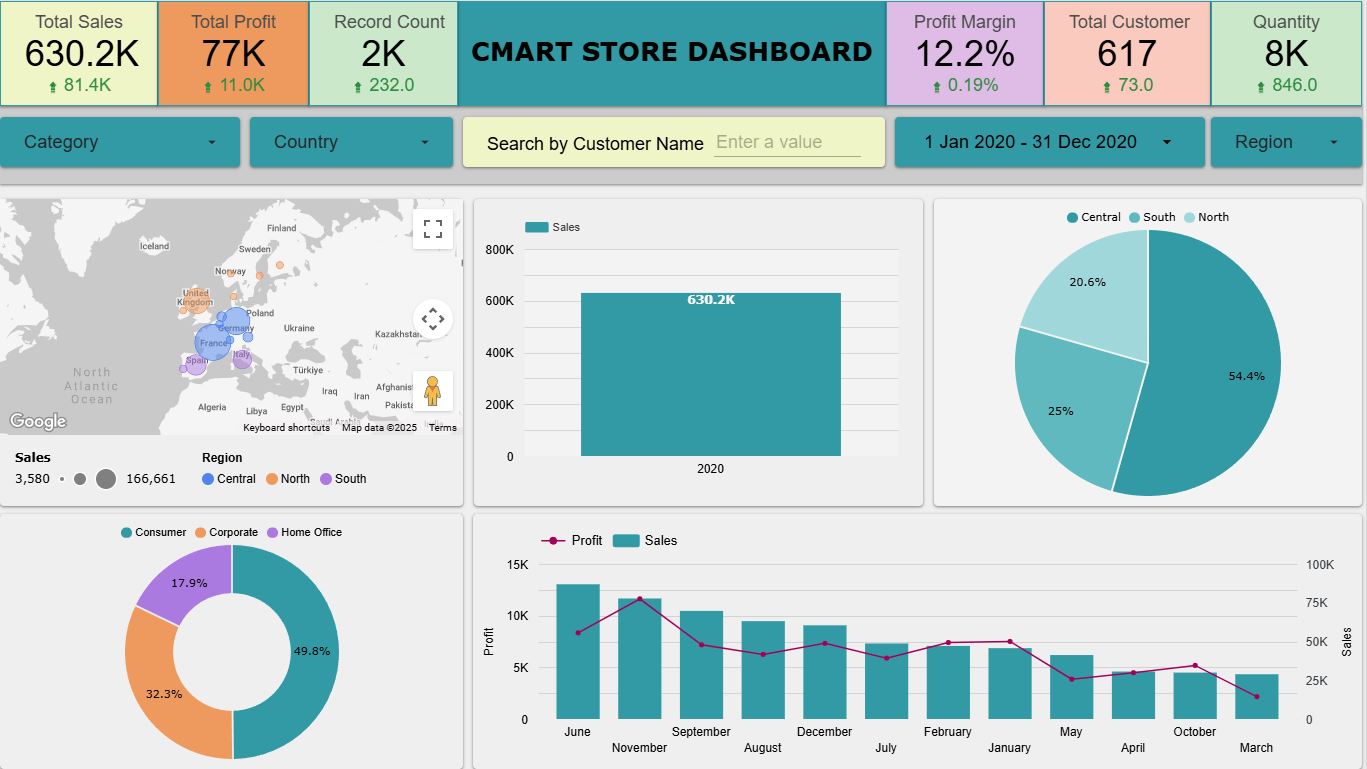 Total Sales
630.2K
81.4K
Total Profit
77K
11.0K
Record Count
2K
232.0
CMART STORE DASHBOARD
Profit Margin
12.2%
0.19%
Total Customer
617
73.0
Quantity
8K
846.0
Category
Country
Search by Customer Name Enter a value
1 Jan 2020 - 31 Dec 2020
Region
Iceland
Finland
Sweden
Norway
United
Kingdom
Poland
Germany
Ukraine
Kazakhstan
France
Spain
Italy
Türkiye
North
Atlantic
Ocean
Algeria
Libya
Egypt
Iraq
Iran
Afghanist
Pakista
Saudi Arabia
Google
Keyboard shortcuts Map data ©2025 Terms
Sales
3,580 166,661
Region
Central North South
Sales
800K
600K
400K
200K
0
630.2K
2020
Central South North
20.6%
54.4%
25%
Consumer Corporate Home Office
17.9%
49.8%
32.3%
Profit Sales
15K
10K
5K
0
Profit
100K
75K
50K
25K
0
Sales
June
November
September
August
December
July
February
January
May
April
October
March